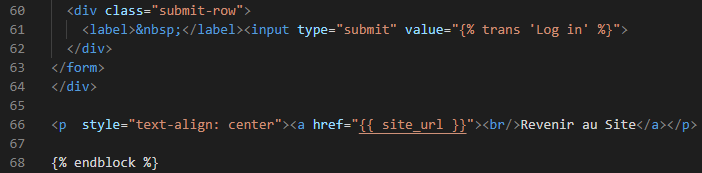 60 <div class="submit-row">
61 <label>&nbsp;</label><input type="submit" value="{% trans 'Log in' %}">
62 </div>
63 </form>
64 </div>
65
66 <p  style="text-align: center"><a href="{{ site_url }}"><br/>Revenir au Site</a></p>
67
68 {% endblock %}